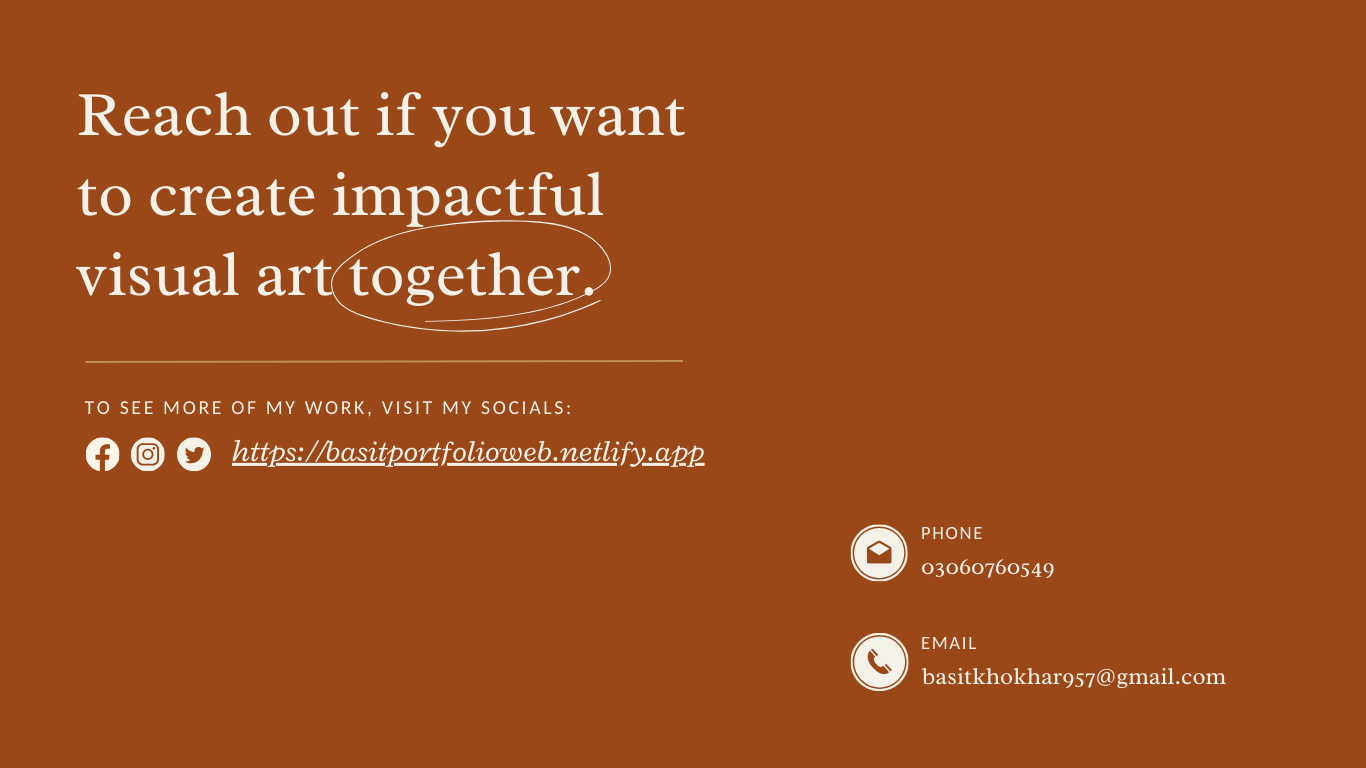 Reach out if you want
to create impactful
visual art together.
TO SEE MORE OF MY WORK, VISIT MY SOCIALS:
https://basitportfolioweb.netlify.app
PHONE
03060760549
EMAIL
basitkhokhar957@gmail.com